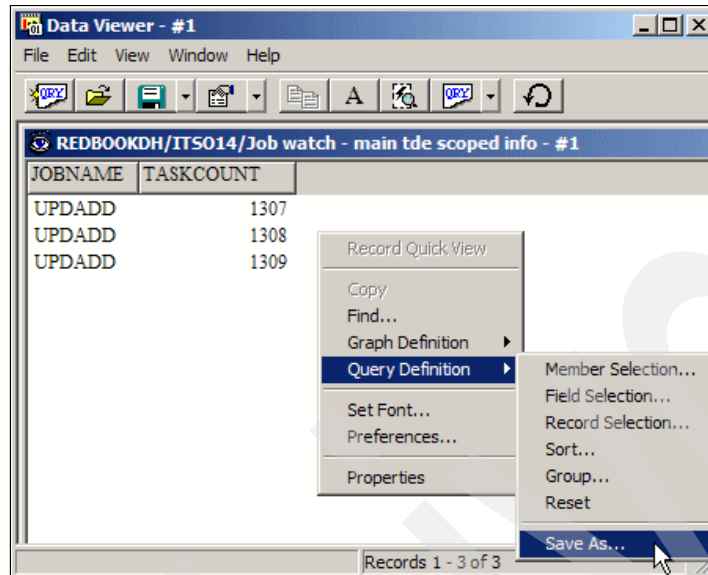 Data Viewer - #1
File Edit View Window Help
QRY A QRY
REDBOOKDH/ITSO14/Job watch - main tde scoped info - #1
JOBNAME TASKCOUNT
UPDADD 1307
UPDADD 1308
UPDADD 1309
Record Quick View
Copy
Find...
Graph Definition
Query Definition
Set Font...
Preferences...
Properties
Member Selection...
Field Selection...
Record Selection...
Sort...
Group...
Reset
Save As...
Records 1 - 3 of 3